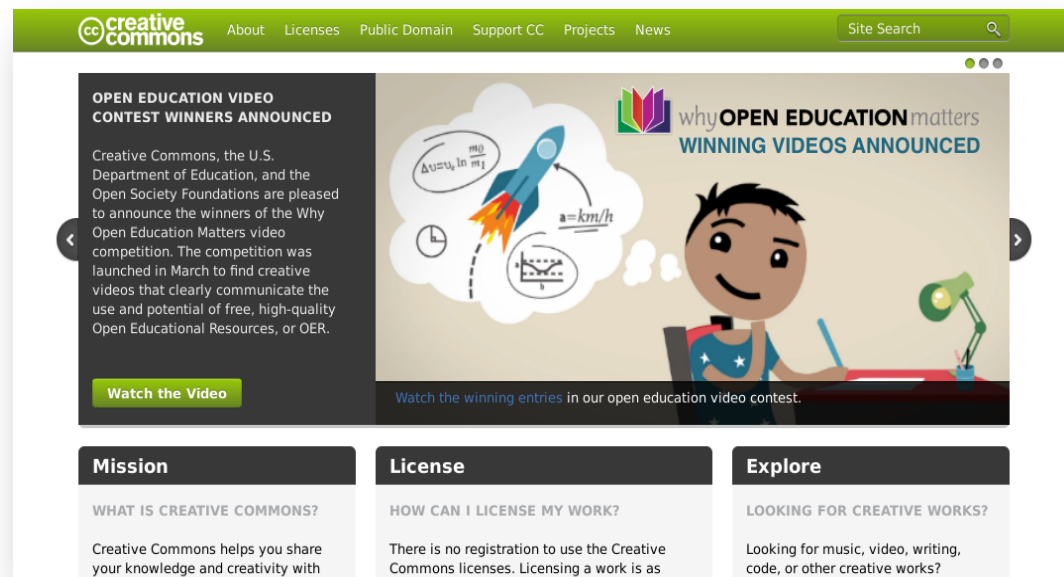 cc creative commons
About Licenses Public Domain Support CC Projects News
Site Search
OPEN EDUCATION VIDEO
CONTEST WINNERS ANNOUNCED
Creative Commons, the U.S.
Department of Education, and the
Open Society Foundations are pleased
to announce the winners of the Why
Open Education Matters video
competition. The competition was
launched in March to find creative
videos that clearly communicate the
use and potential of free, high-quality
Open Educational Resources, or OER.
Watch the Video
why OPEN EDUCATION matters
WINNING VIDEOS ANNOUNCED
Δυ=υₑ ln m₀/m₁
a=km/h
a
b
Watch the winning entries in our open education video contest.
Mission
WHAT IS CREATIVE COMMONS?
Creative Commons helps you share
your knowledge and creativity with
License
HOW CAN I LICENSE MY WORK?
There is no registration to use the Creative
Commons licenses. Licensing a work is as
Explore
LOOKING FOR CREATIVE WORKS?
Looking for music, video, writing,
code, or other creative works?